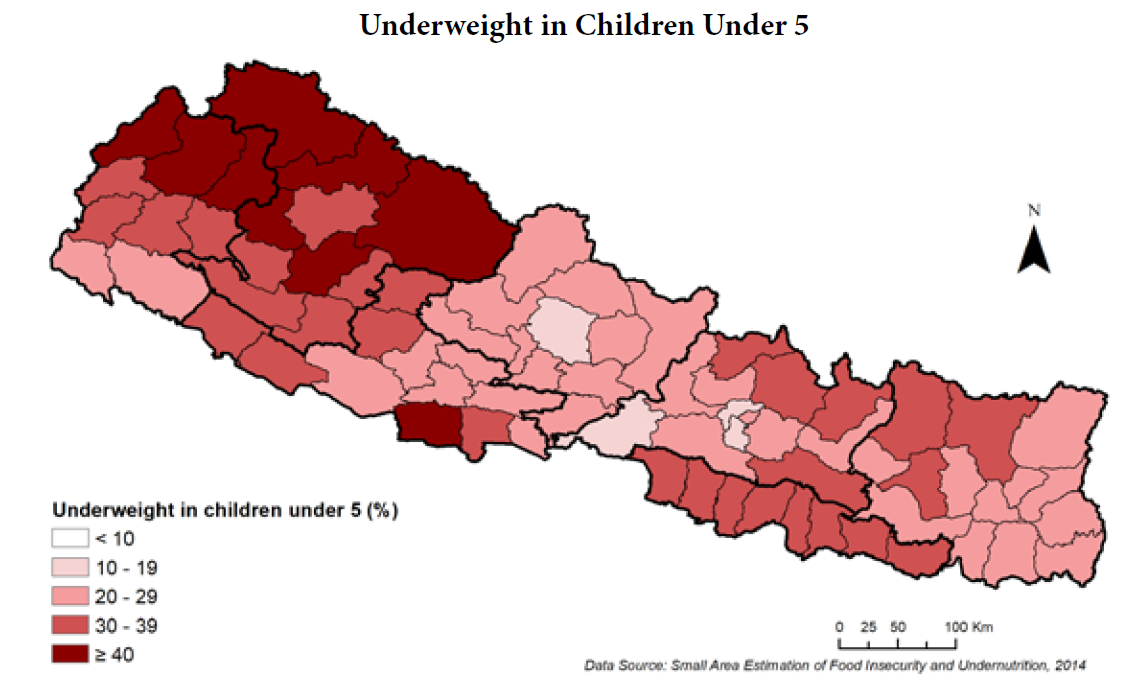 Underweight in Children Under 5
N
Underweight in children under 5 (%)
< 10
10 - 19
20 - 29
30 - 39
≥ 40
0 25 50 100 Km
Data Source: Small Area Estimation of Food Insecurity and Undernutrition, 2014